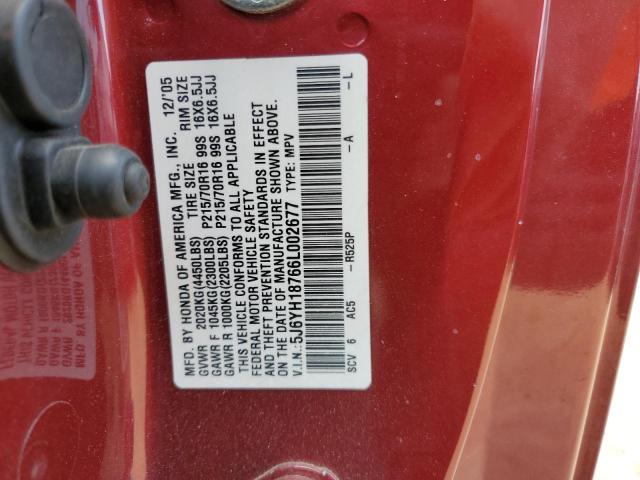 MFD. BY HONDA OF AMERICA MFG., INC. 12/'05
TIRE SIZE RIM SIZE
GVWR 2020KG(4450LBS)
GAWR F 1045KG(2300LBS) P215/70R16 99S 16X6.5JJ
GAWR R 1000KG(2205LBS) P215/70R16 99S 16X6.5JJ
THIS VEHICLE CONFORMS TO ALL APPLICABLE
FEDERAL MOTOR VEHICLE SAFETY
AND THEFT PREVENTION STANDARDS IN EFFECT
ON THE DATE OF MANUFACTURE SHOWN ABOVE.
V.I.N.: 5J6YH18766L002677 TYPE: MPV
SCV 6 AC5 -R525P -A -L